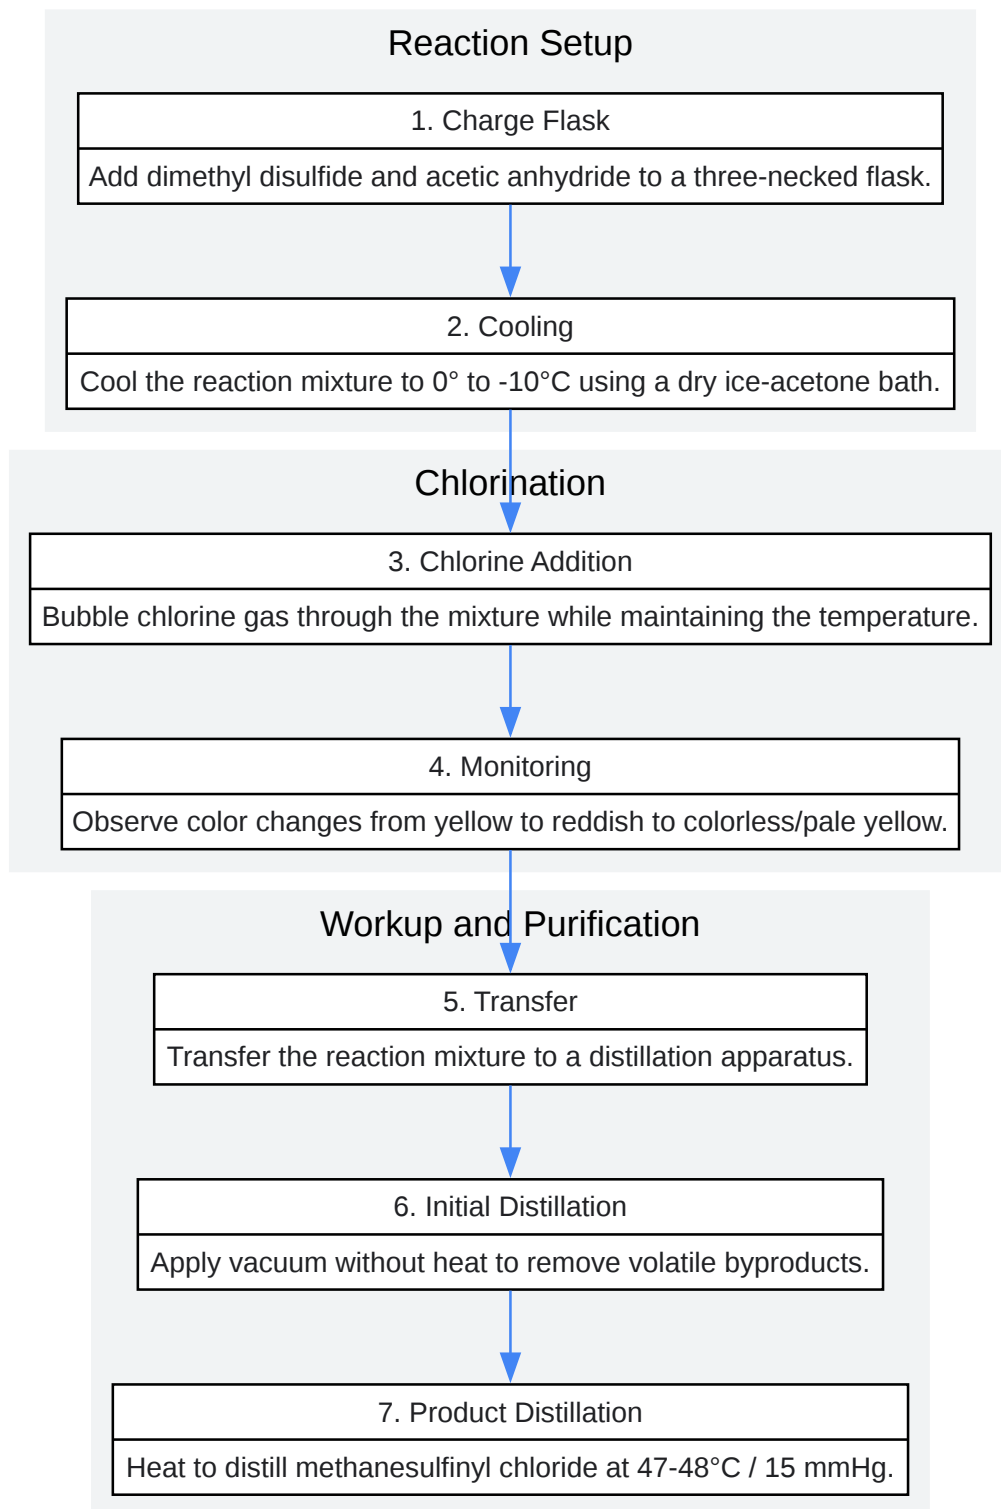 Reaction Setup
1. Charge Flask
Add dimethyl disulfide and acetic anhydride to a three-necked flask.
2. Cooling
Cool the reaction mixture to 0° to -10°C using a dry ice-acetone bath.
Chlorination
3. Chlorine Addition
Bubble chlorine gas through the mixture while maintaining the temperature.
4. Monitoring
Observe color changes from yellow to reddish to colorless/pale yellow.
Workup and Purification
5. Transfer
Transfer the reaction mixture to a distillation apparatus.
6. Initial Distillation
Apply vacuum without heat to remove volatile byproducts.
7. Product Distillation
Heat to distill methanesulfinyl chloride at 47-48°C / 15 mmHg.